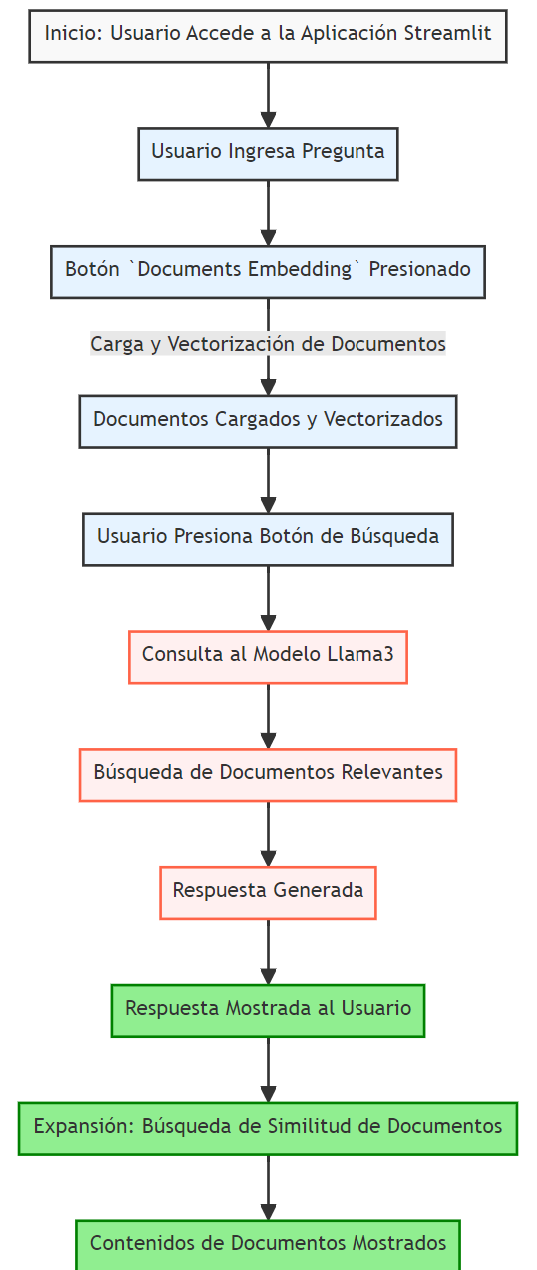 Inicio: Usuario Accede a la Aplicación Streamlit
Usuario Ingresa Pregunta
Botón `Documents Embedding` Presionado
Carga y Vectorización de Documentos
Documentos Cargados y Vectorizados
Usuario Presiona Botón de Búsqueda
Consulta al Modelo Llama3
Búsqueda de Documentos Relevantes
Respuesta Generada
Respuesta Mostrada al Usuario
Expansión: Búsqueda de Similitud de Documentos
Contenidos de Documentos Mostrados